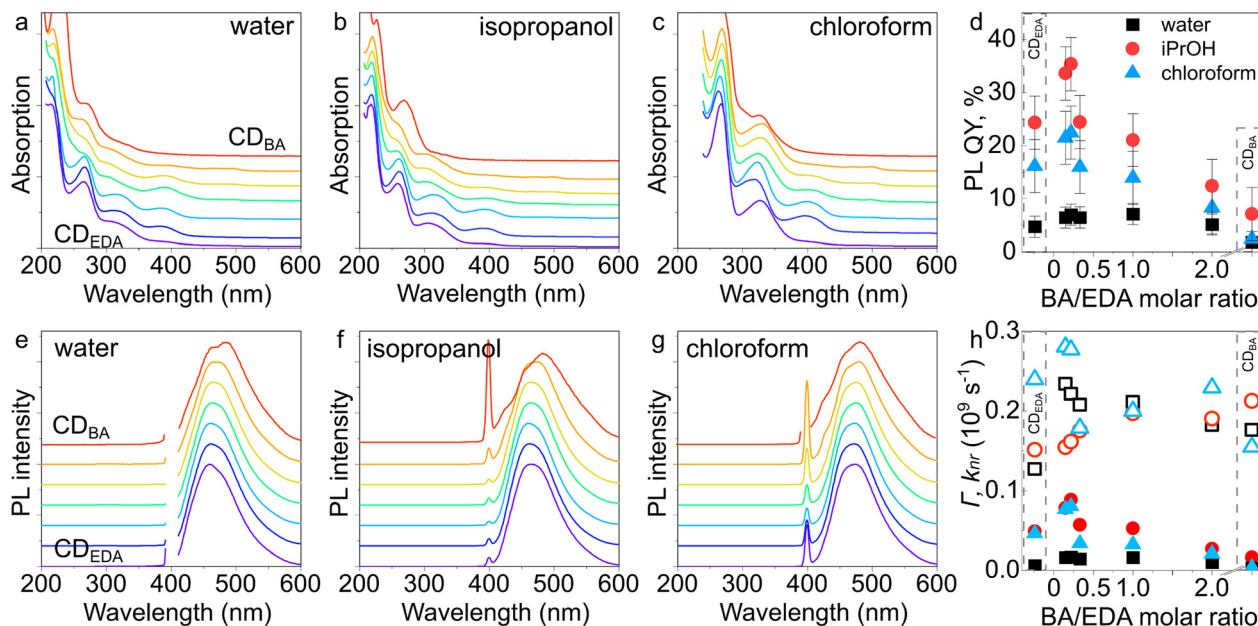 a water
Absorption
CD_BA
CD_EDA
200 300 400 500 600
Wavelength (nm)
b isopropanol
Absorption
200 300 400 500 600
Wavelength (nm)
c chloroform
Absorption
200 300 400 500 600
Wavelength (nm)
d
CD_EDA
water
iPrOH
chloroform
CD_BA
PL QY, %
40
30
20
10
0
0 0.5 1.0 2.0
BA/EDA molar ratio
e water
PL intensity
CD_BA
CD_EDA
200 300 400 500 600
Wavelength (nm)
f isopropanol
PL intensity
200 300 400 500 600
Wavelength (nm)
g chloroform
PL intensity
200 300 400 500 600
Wavelength (nm)
h
CD_EDA
CD_BA
Γ, k_nr (10⁹ s⁻¹)
0.3
0.2
0.1
0.0
0 0.5 1.0 2.0
BA/EDA molar ratio